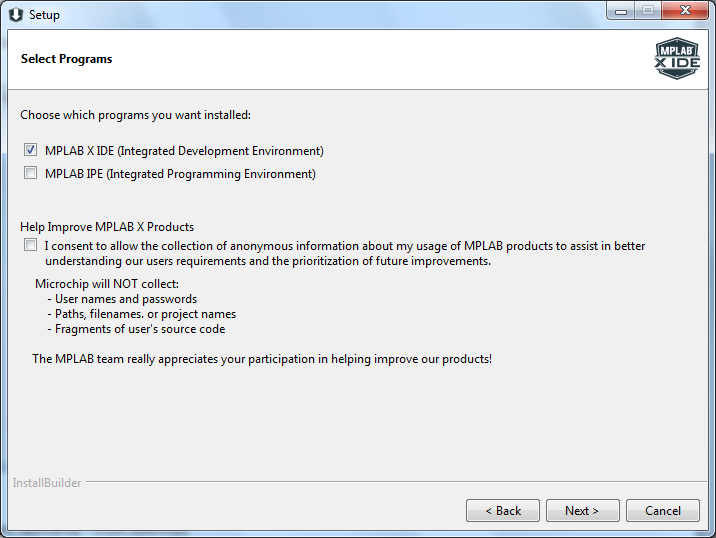 Setup
Select Programs
MPLAB
X IDE
Choose which programs you want installed:
MPLAB X IDE (Integrated Development Environment)
MPLAB IPE (Integrated Programming Environment)
Help Improve MPLAB X Products
I consent to allow the collection of anonymous information about my usage of MPLAB products to assist in better
understanding our users requirements and the prioritization of future improvements.
Microchip will NOT collect:
- User names and passwords
- Paths, filenames. or project names
- Fragments of user's source code
The MPLAB team really appreciates your participation in helping improve our products!
InstallBuilder
< Back
Next >
Cancel